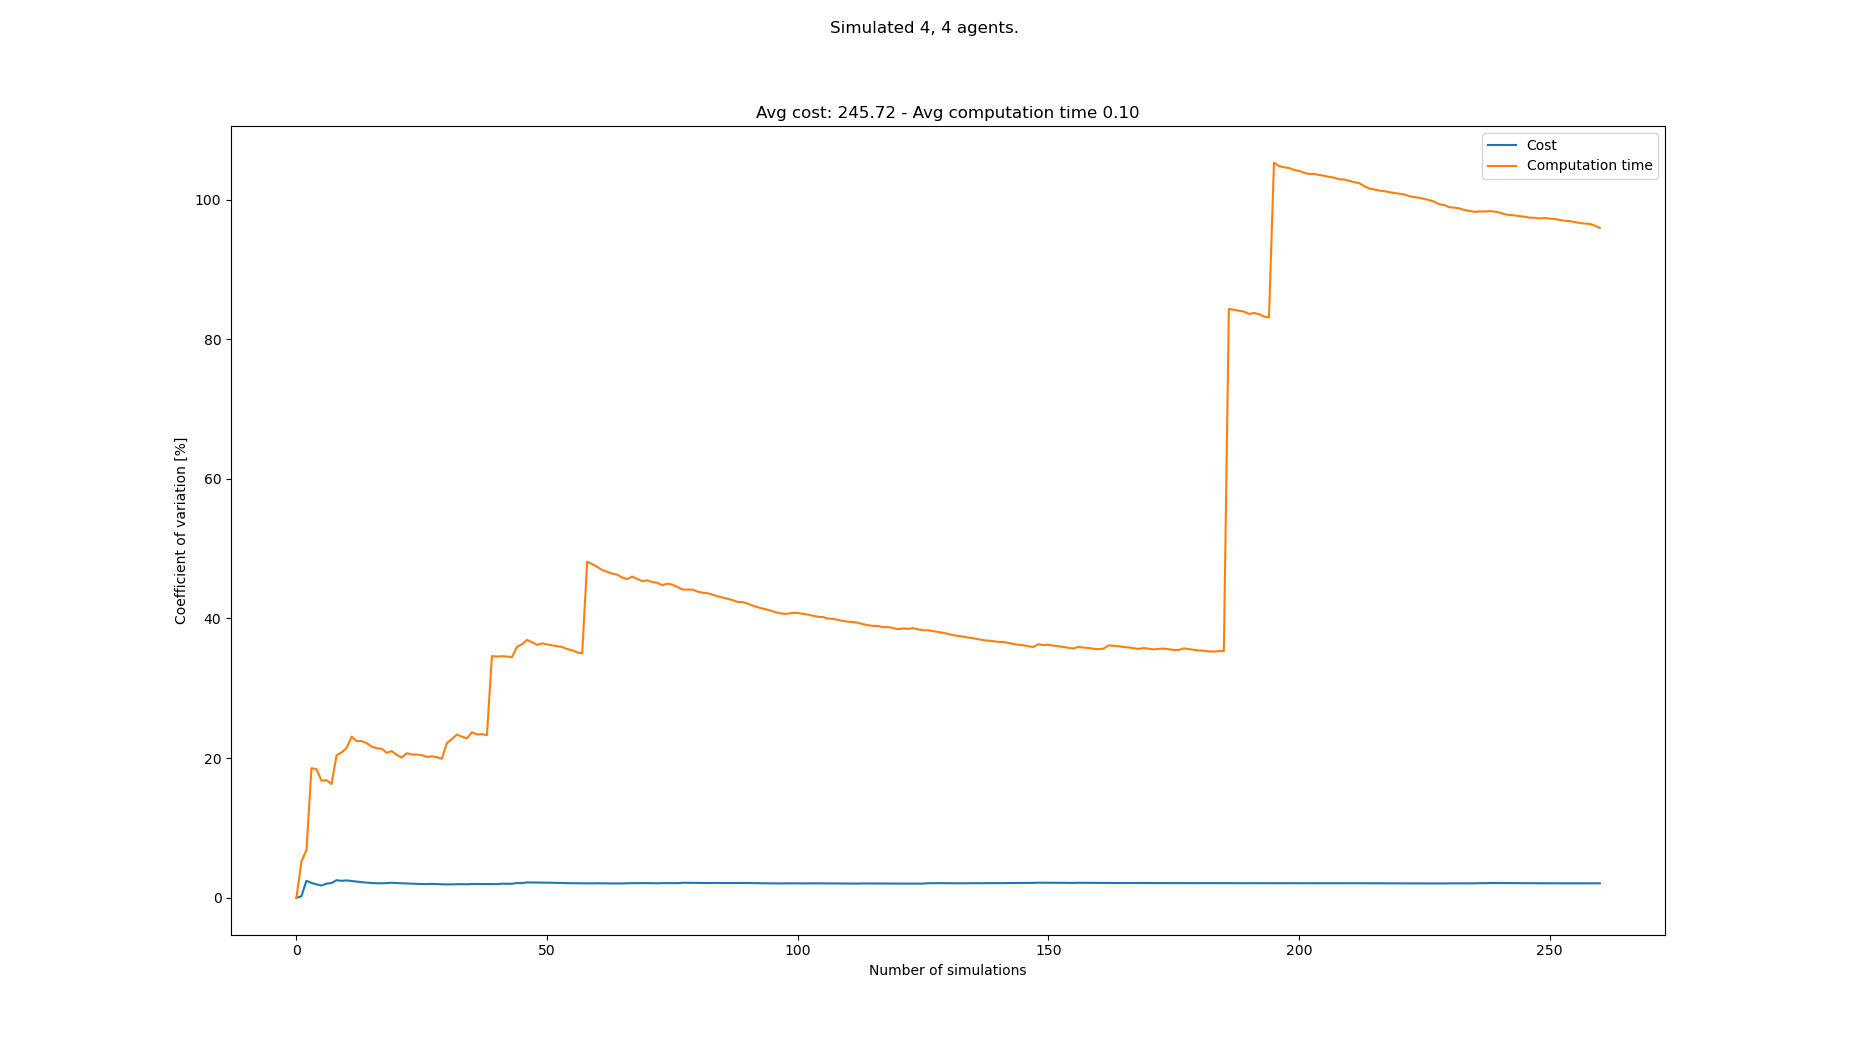 Simulated 4, 4 agents.
Avg cost: 245.72 - Avg computation time 0.10
Cost
Computation time
100
80
60
40
20
0
Coefficient of variation [%]
0 50 100 150 200 250
Number of simulations